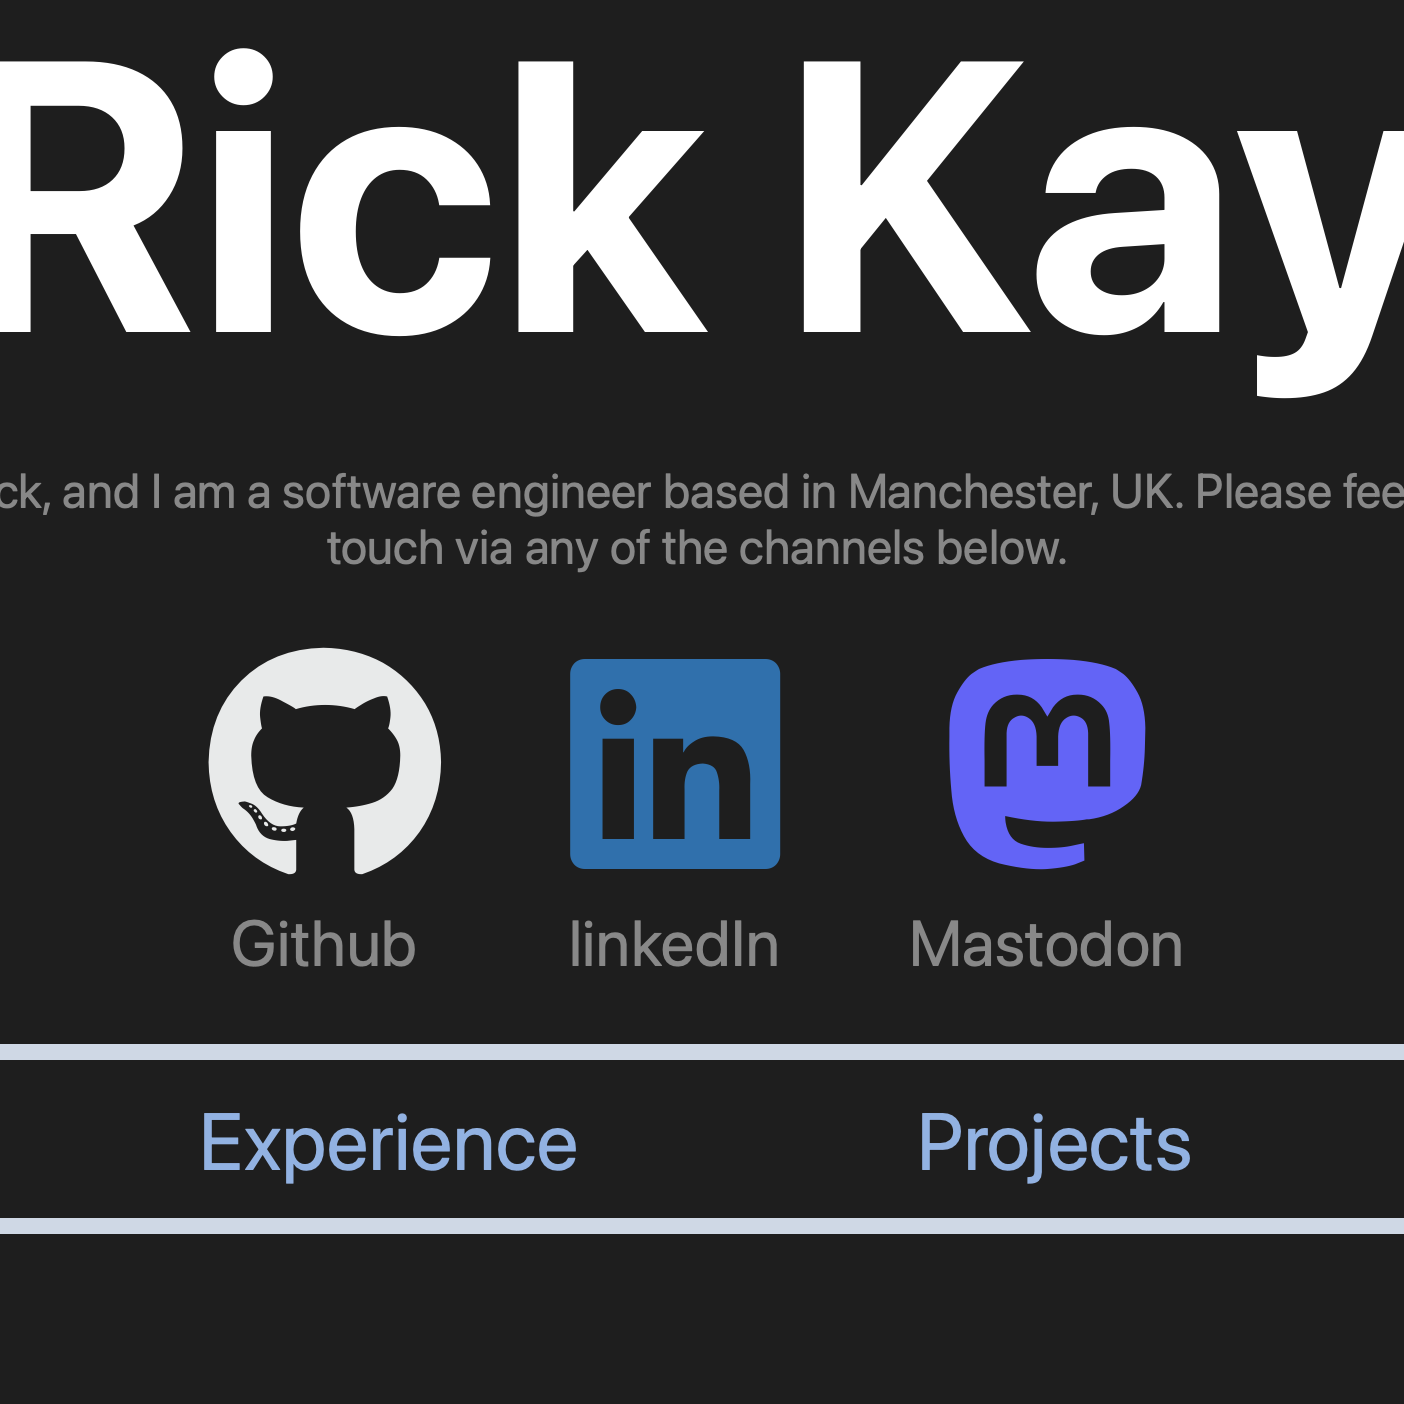 Rick Kay
ck, and I am a software engineer based in Manchester, UK. Please fee
touch via any of the channels below.
in
m
Github
linkedIn
Mastodon
Experience
Projects